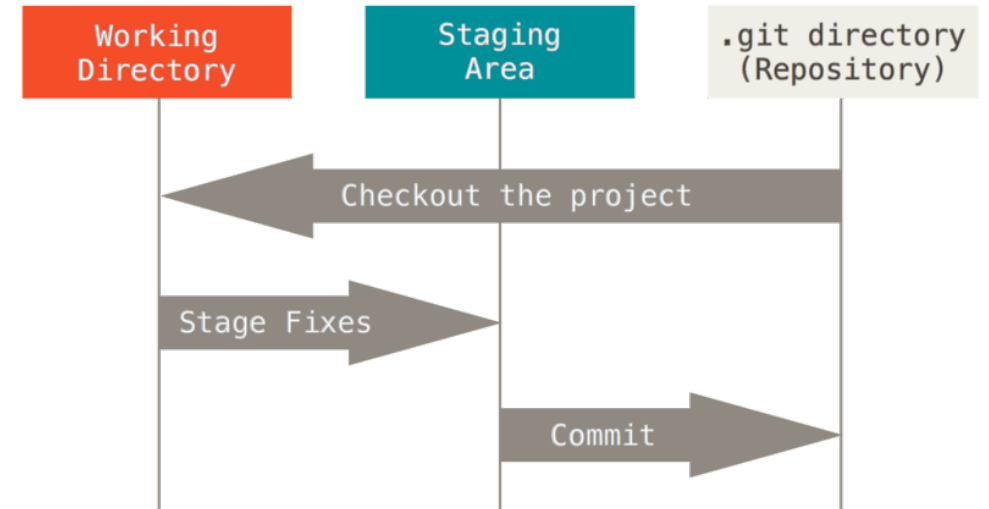 Working
Directory
Staging
Area
.git directory
(Repository)
Checkout the project
Stage Fixes
Commit